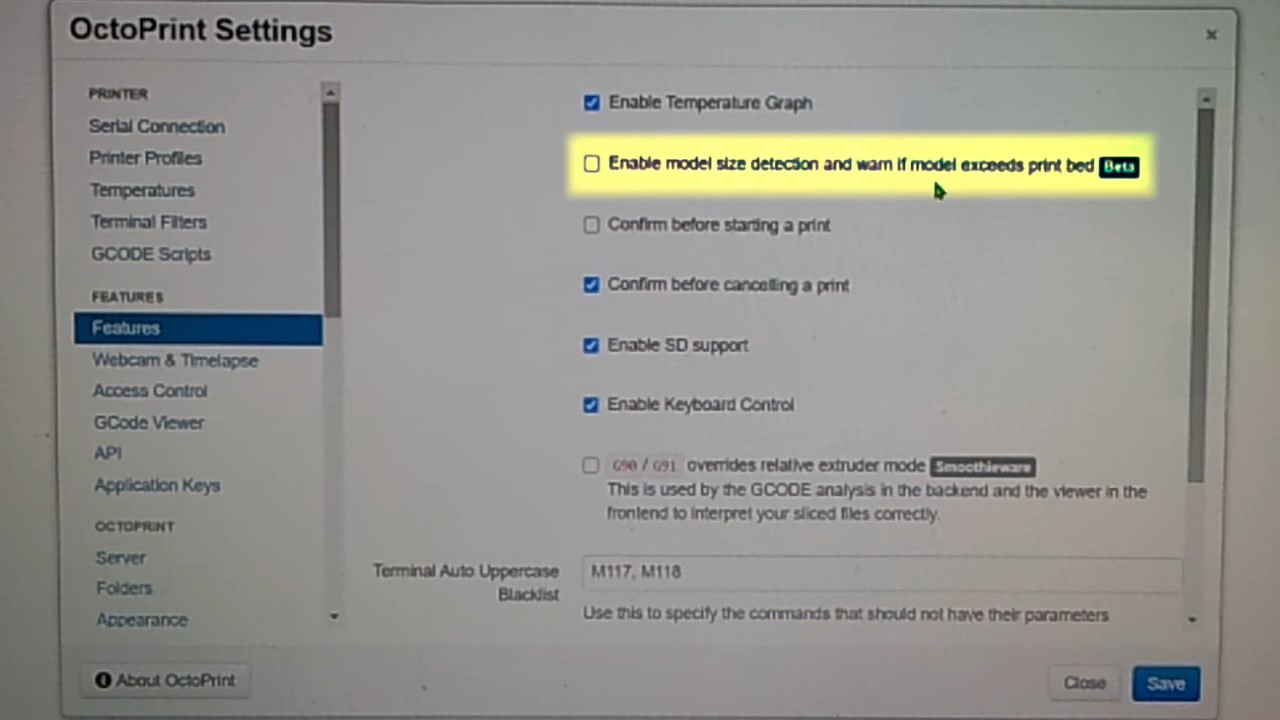 OctoPrint Settings
×
PRINTER
Serial Connection
Printer Profiles
Temperatures
Terminal Filters
GCODE Scripts
FEATURES
Features
Webcam & Timelapse
Access Control
GCode Viewer
API
Application Keys
OCTOPRINT
Server
Folders
Appearance
Enable Temperature Graph
Enable model size detection and warn if model exceeds print bed Beta
Confirm before starting a print
Confirm before cancelling a print
Enable SD support
Enable Keyboard Control
G90 / G91 overrides relative extruder mode Smoothieware
This is used by the GCODE analysis in the backend and the viewer in the
frontend to interpret your sliced files correctly.
Terminal Auto Uppercase
Blacklist
M117, M118
Use this to specify the commands that should not have their parameters
About OctoPrint
Close
Save